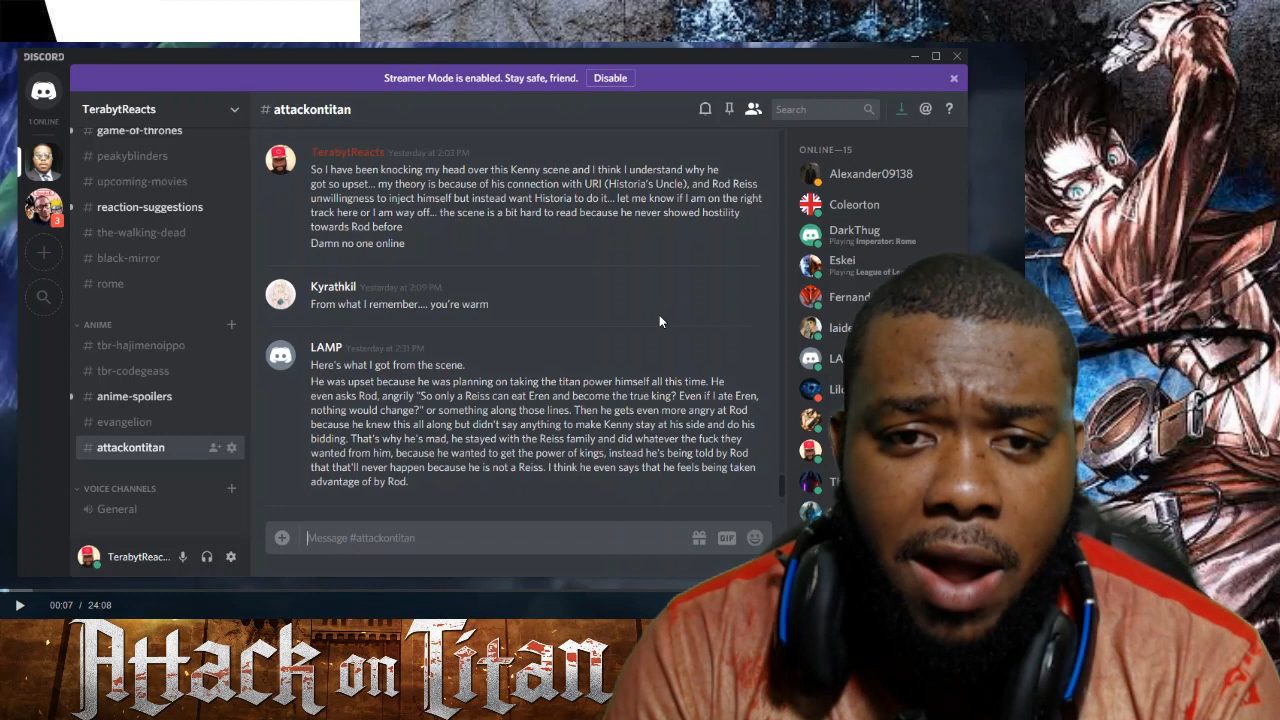 DISCORD
Streamer Mode is enabled. Stay safe, friend.
Disable
1 ONLINE
3
TerabytReacts
# game-of-thrones
# peakyblinders
# upcoming-movies
# reaction-suggestions
# the-walking-dead
# black-mirror
# rome
ANIME
# tbr-hajimenoippo
# tbr-codegeass
# anime-spoilers
# evangelion
# attackontitan
VOICE CHANNELS
General
TerabytReac...
# attackontitan
Search
@
?
TerabytReacts Yesterday at 2:03 PM
So I have been knocking my head over this Kenny scene and I think I understand why he
got so upset... my theory is because of his connection with URI (Historia's Uncle), and Rod Reiss
unwillingness to inject himself but instead want Historia to do it... let me know if I am on the right
track here or I am way off... the scene is a bit hard to read because he never showed hostility
towards Rod before
Damn no one online
Kyrathkil Yesterday at 2:09 PM
From what I remember.... you're warm
LAMP Yesterday at 2:31 PM
Here's what I got from the scene.
He was upset because he was planning on taking the titan power himself all this time. He
even asks Rod, angrily "So only a Reiss can eat Eren and become the true king? Even if I ate Eren,
nothing would change?" or something along those lines. Then he gets even more angry at Rod
because he knew this all along but didn't say anything to make Kenny stay at his side and do his
bidding. That's why he's mad, he stayed with the Reiss family and did whatever the fuck they
wanted from him, because he wanted to get the power of kings, instead he's being told by Rod
that that'll never happen because he is not a Reiss. I think he even says that he feels being taken
advantage of by Rod.
Message #attackontitan
GIF
ONLINE—15
Alexander09138
Coleorton
DarkThug
Playing Imperator: Rome
Eskei
Playing League of Le
Fernand
laide
LA
Lil
T
00:07 / 24:08
Attack on Titan